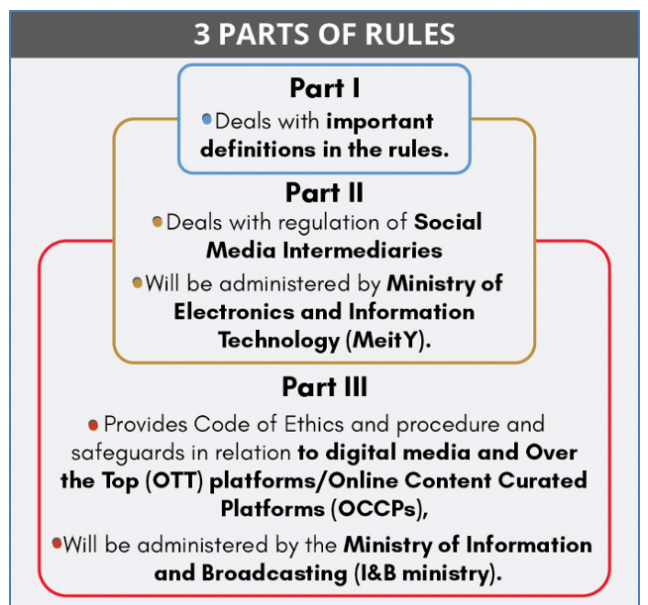 3 PARTS OF RULES
Part I
Deals with important
definitions in the rules.
Part II
Deals with regulation of Social
Media Intermediaries
Will be administered by Ministry of
Electronics and Information
Technology (MeitY).
Part III
Provides Code of Ethics and procedure and
safeguards in relation to digital media and Over
the Top (OTT) platforms/Online Content Curated
Platforms (OCCPs),
Will be administered by the Ministry of Information
and Broadcasting (I&B ministry).